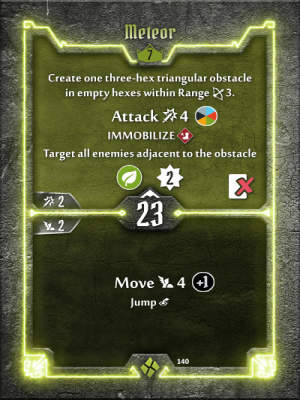 Meteor
7
Create one three-hex triangular obstacle
in empty hexes within Range 3.
Attack 4
IMMOBILIZE
Target all enemies adjacent to the obstacle
2
2
23
2
Move 4 +1
Jump
140